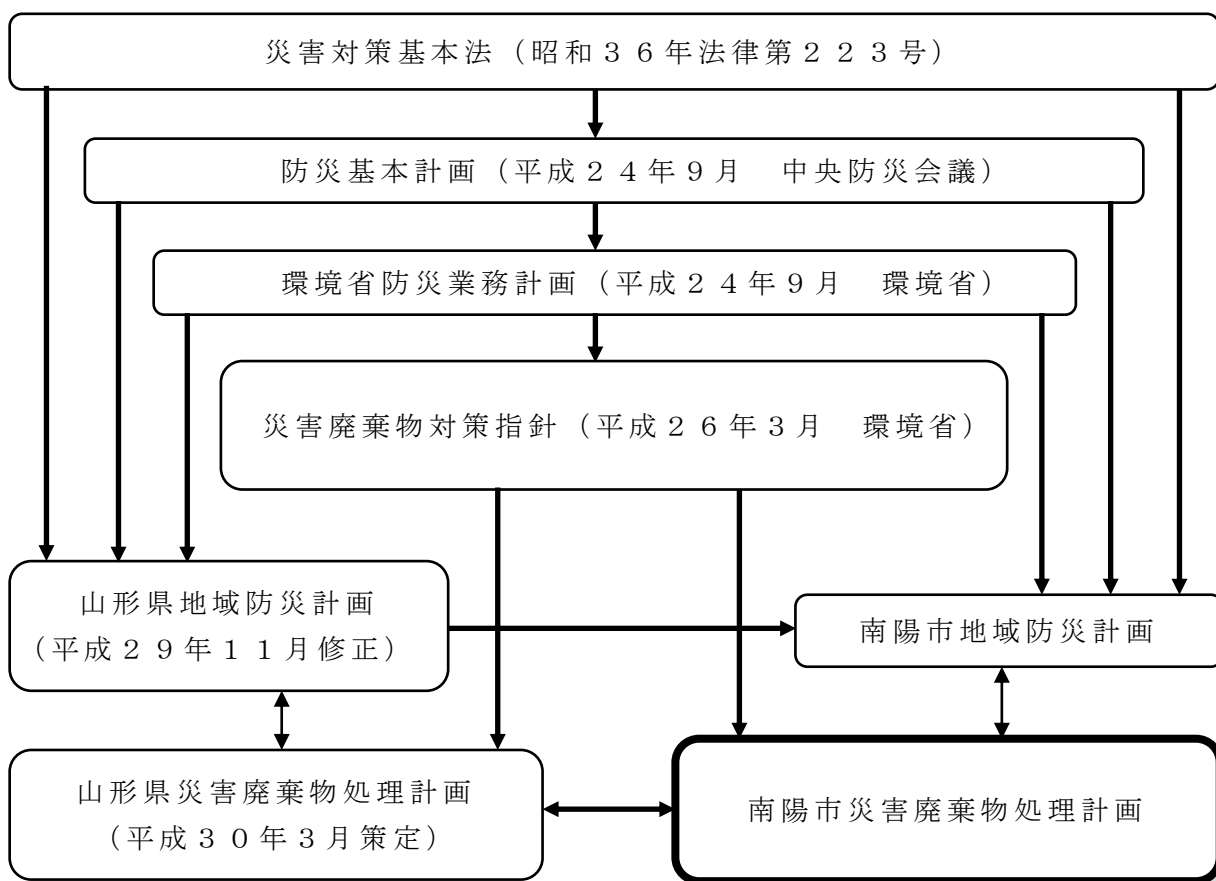 災害対策基本法（昭和３６年法律第２２３号）
防災基本計画（平成２４年９月　中央防災会議）
環境省防災業務計画（平成２４年９月　環境省）
災害廃棄物対策指針（平成２６年３月　環境省）
山形県地域防災計画
（平成２９年１１月修正）
南陽市地域防災計画
山形県災害廃棄物処理計画
（平成３０年３月策定）
南陽市災害廃棄物処理計画